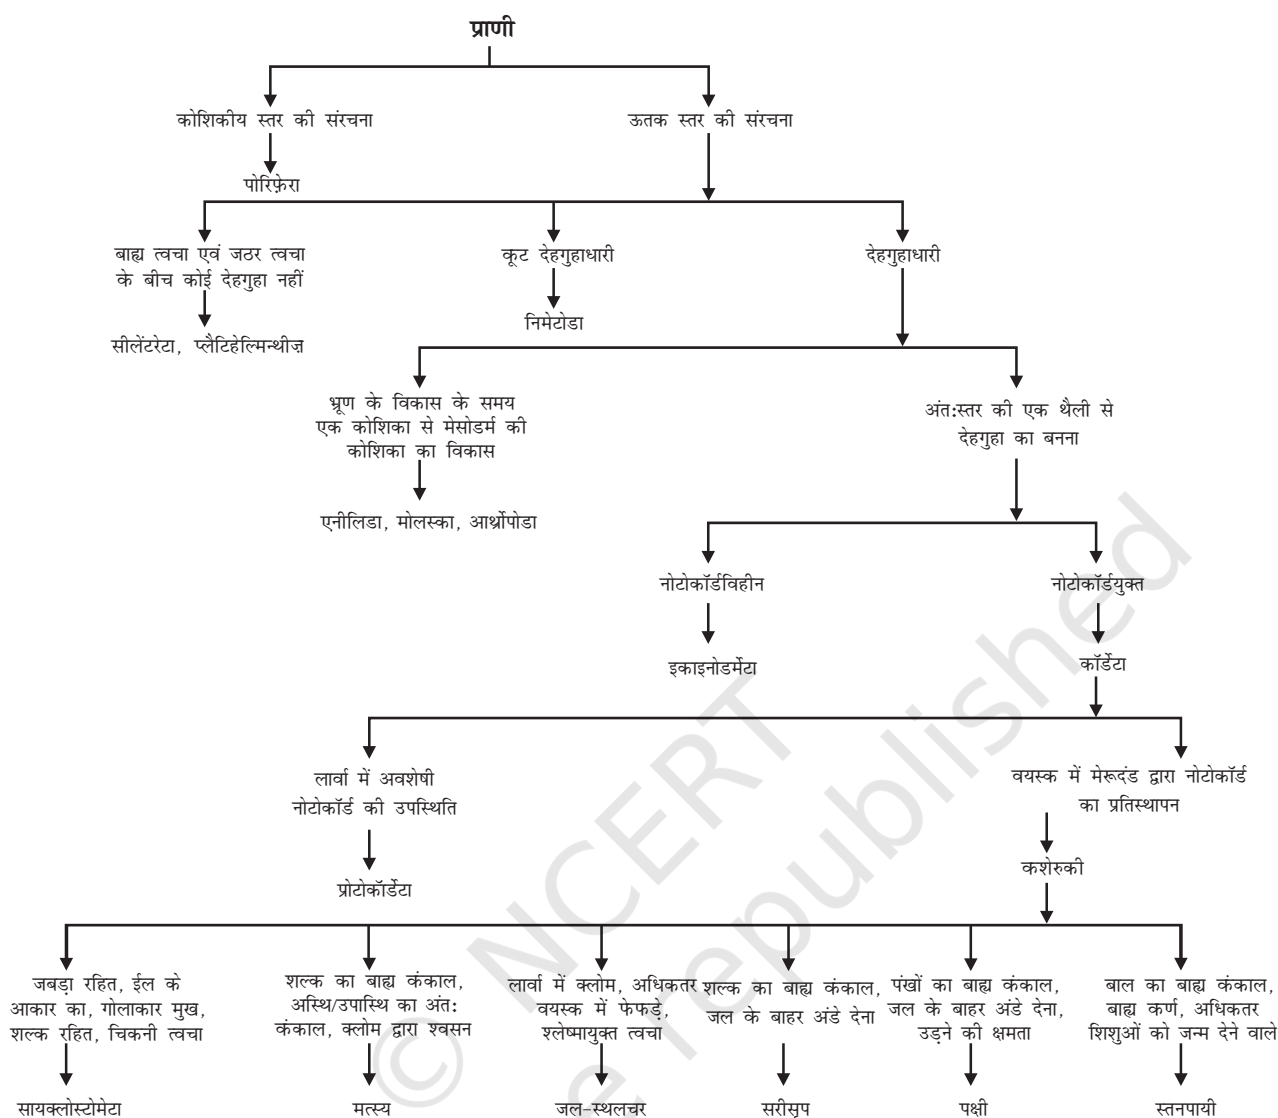 प्राणी
कोशिकीय स्तर की संरचना
ऊतक स्तर की संरचना
पोरिफ़ेरा
बाह्य त्वचा एवं जठर त्वचा
के बीच कोई देहगुहा नहीं
कूट देहगुहाधारी
देहगुहाधारी
निमेटोडा
सीलेंटरेटा, प्लैटिहेल्मिन्थीज़
भ्रूण के विकास के समय
एक कोशिका से मेसोडर्म की
कोशिका का विकास
अंत:स्तर की एक थैली से
देहगुहा का बनना
एनीलिडा, मोलस्का, आर्थ्रोपोडा
नोटोकॉर्डविहीन
नोटोकॉर्डयुक्त
इकाइनोडर्मेटा
कॉर्डेटा
लार्वा में अवशेषी
नोटोकॉर्ड की उपस्थिति
वयस्क में मेरूदंड द्वारा नोटोकॉर्ड
का प्रतिस्थापन
कशेरुकी
प्रोटोकॉर्डेटा
जबड़ा रहित, ईल के
आकार का, गोलाकार मुख,
शल्क रहित, चिकनी त्वचा
शल्क का बाह्य कंकाल,
अस्थि/उपास्थि का अंत:
कंकाल, क्लोम द्वारा श्वसन
लार्वा में क्लोम, अधिकतर
वयस्क में फेफड़े,
श्लेष्मायुक्त त्वचा
शल्क का बाह्य कंकाल,
जल के बाहर अंडे देना
पंखों का बाह्य कंकाल,
जल के बाहर अंडे देना,
उड़ने की क्षमता
बाल का बाह्य कंकाल,
बाह्य कर्ण, अधिकतर
शिशुओं को जन्म देने वाले
सायक्लोस्टोमेटा
मत्स्य
जल-स्थलचर
सरीसृप
पक्षी
स्तनपायी
© NCERT
e republished